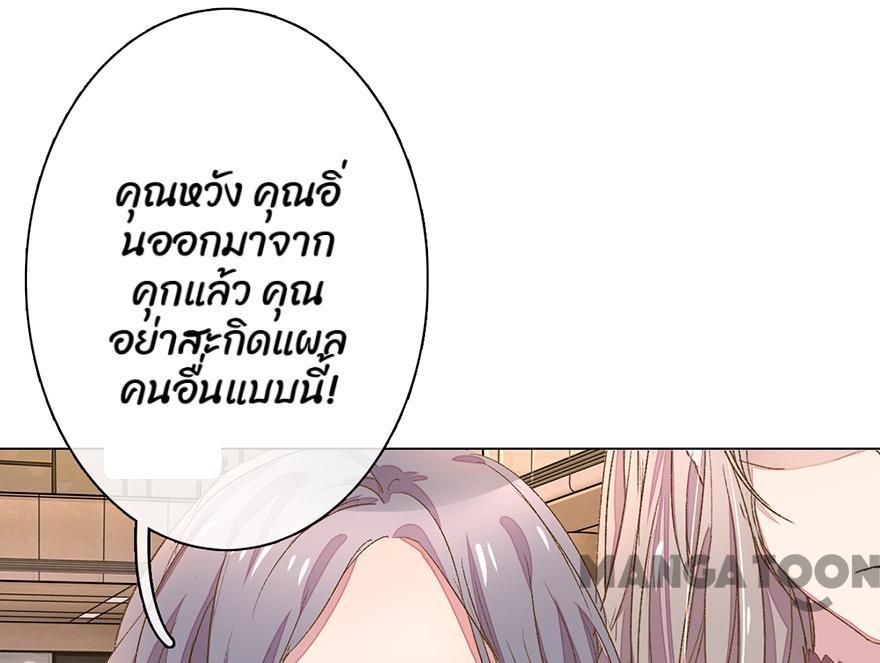 คุณหวัง คุณอิ่
นออกมาจาก
คุกแล้ว คุณ
อย่าสะกิดแผล
คนอื่นแบบนี้!
MANGATOON